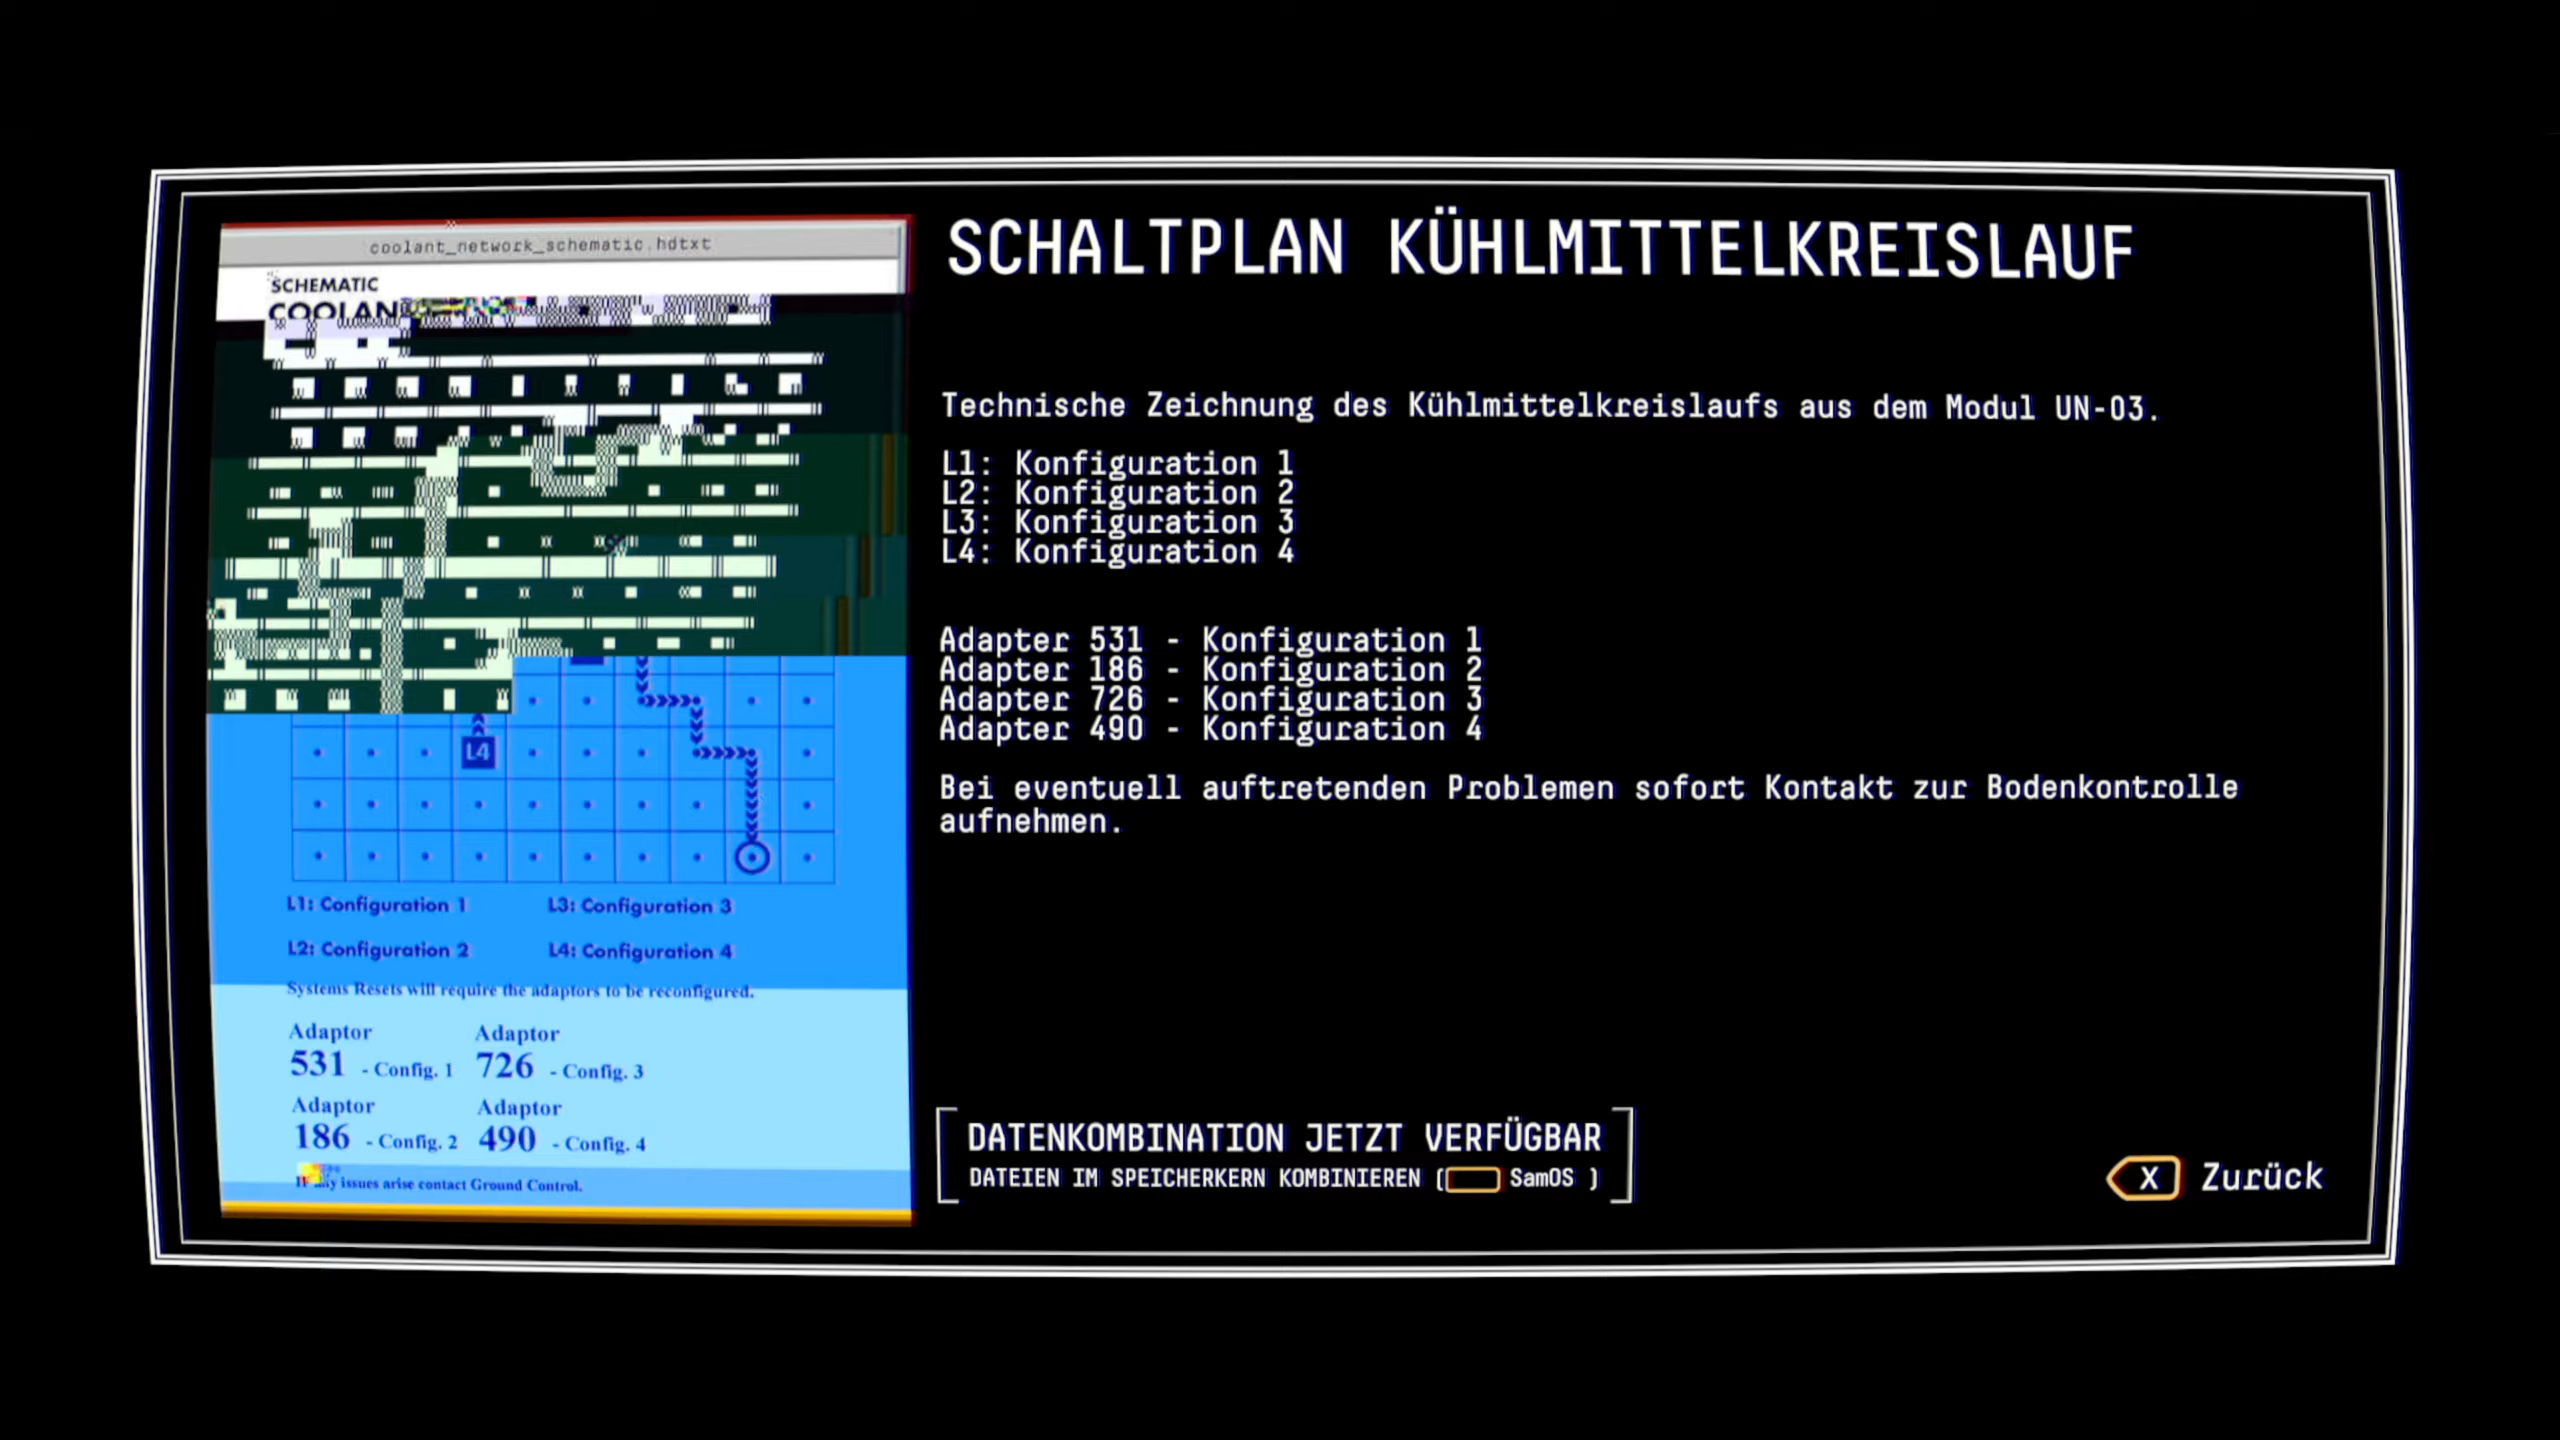 coolant_network_schematic.hdtxt
SCHEMATIC
COOLAN
L4
L1: Configuration 1
L3: Configuration 3
L2: Configuration 2
L4: Configuration 4
Systems Resets will require the adaptors to be reconfigured.
Adaptor
531 - Config. 1
Adaptor
726 - Config. 3
Adaptor
186 - Config. 2
Adaptor
490 - Config. 4
issues arise contact Ground Control.
SCHALTPLAN KÜHLMITTELKREISLAUF
Technische Zeichnung des Kühlmittelkreislaufs aus dem Modul UN-03.
L1: Konfiguration 1
L2: Konfiguration 2
L3: Konfiguration 3
L4: Konfiguration 4
Adapter 531 - Konfiguration 1
Adapter 186 - Konfiguration 2
Adapter 726 - Konfiguration 3
Adapter 490 - Konfiguration 4
Bei eventuell auftretenden Problemen sofort Kontakt zur Bodenkontrolle
aufnehmen.
DATENKOMBINATION JETZT VERFÜGBAR
DATEIEN IM SPEICHERKERN KOMBINIEREN ( SamOS )
X Zurück